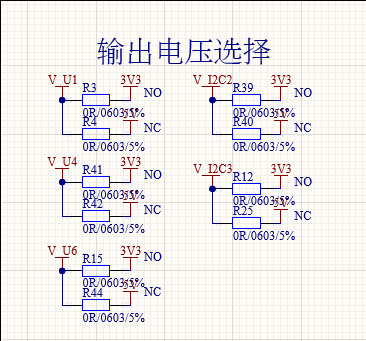 输出电压选择
V_U1 3V3 V_I2C2 3V3
R3 NO R39 NO
0R/0603/5% 0R/0603/5%
R4 5V NC R40 5V NC
0R/0603/5% 0R/0603/5%
V_U4 3V3 V_I2C3 3V3
R41 NO R12 NO
0R/0603/5% 0R/0603/5%
R42 5V NC R25 5V NC
0R/0603/5% 0R/0603/5%
V_U6 3V3
R15 NO
0R/0603/5%
R44 5V NC
0R/0603/5%